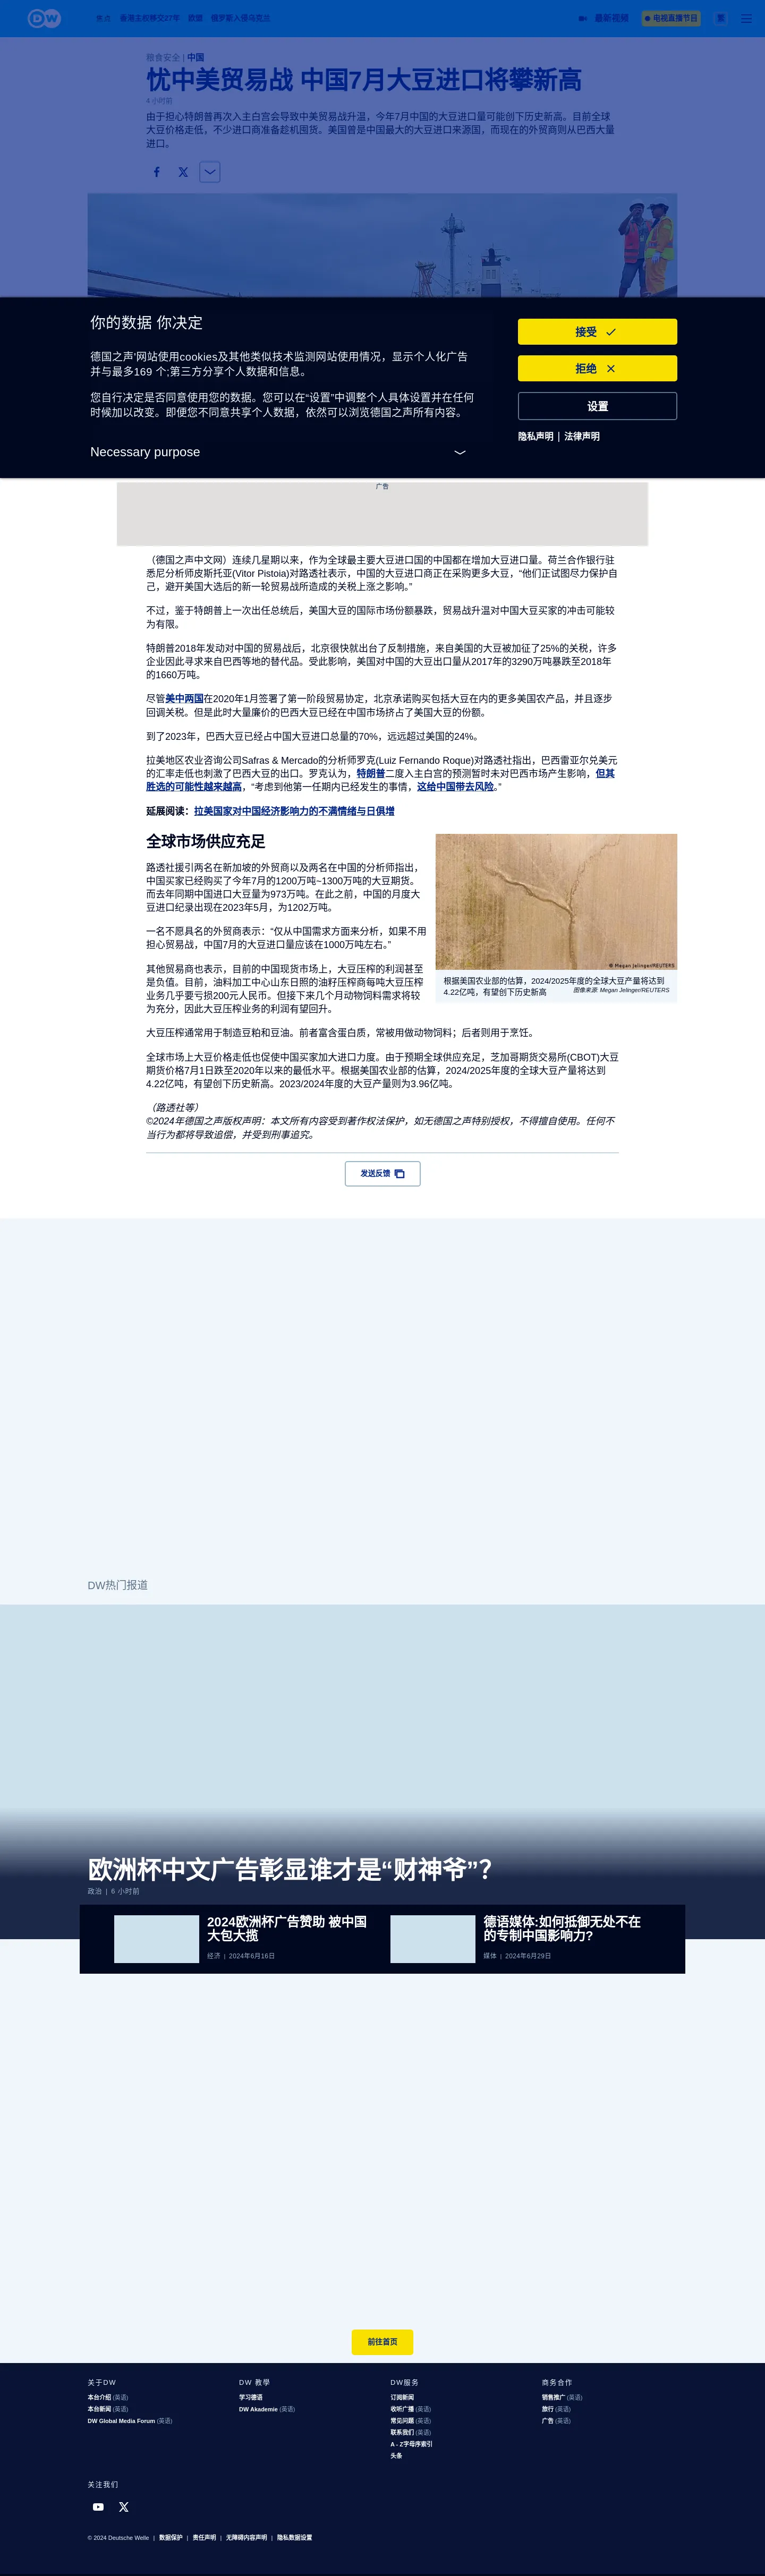 DW
焦点
香港主权移交27年
欧盟
俄罗斯入侵乌克兰
最新视频
电视直播节目
繁
粮食安全 | 中国
忧中美贸易战 中国7月大豆进口将攀新高
4 小时前
由于担心特朗普再次入主白宫会导致中美贸易战升温，今年7月中国的大豆进口量可能创下历史新高。目前全球
大豆价格走低，不少进口商准备趁机囤货。美国曾是中国最大的大豆进口来源国，而现在的外贸商则从巴西大量
进口。
你的数据 你决定
德国之声'网站使用cookies及其他类似技术监测网站使用情况，显示个人化广告
并与最多169 个;第三方分享个人数据和信息。
您自行决定是否同意使用您的数据。您可以在“设置”中调整个人具体设置并在任何
时候加以改变。即便您不同意共享个人数据，依然可以浏览德国之声所有内容。
Necessary purpose
接受
拒绝
设置
隐私声明 | 法律声明
广告
（德国之声中文网）连续几星期以来，作为全球最主要大豆进口国的中国都在增加大豆进口量。荷兰合作银行驻
悉尼分析师皮斯托亚(Vitor Pistoia)对路透社表示，中国的大豆进口商正在采购更多大豆，“他们正试图尽力保护自
己，避开美国大选后的新一轮贸易战所造成的关税上涨之影响。”
不过，鉴于特朗普上一次出任总统后，美国大豆的国际市场份额暴跌，贸易战升温对中国大豆买家的冲击可能较
为有限。
特朗普2018年发动对中国的贸易战后，北京很快就出台了反制措施，来自美国的大豆被加征了25%的关税，许多
企业因此寻求来自巴西等地的替代品。受此影响，美国对中国的大豆出口量从2017年的3290万吨暴跌至2018年
的1660万吨。
尽管美中两国在2020年1月签署了第一阶段贸易协定，北京承诺购买包括大豆在内的更多美国农产品，并且逐步
回调关税。但是此时大量廉价的巴西大豆已经在中国市场挤占了美国大豆的份额。
到了2023年，巴西大豆已经占中国大豆进口总量的70%，远远超过美国的24%。
拉美地区农业咨询公司Safras & Mercado的分析师罗克(Luiz Fernando Roque)对路透社指出，巴西雷亚尔兑美元
的汇率走低也刺激了巴西大豆的出口。罗克认为，特朗普二度入主白宫的预测暂时未对巴西市场产生影响，但其
胜选的可能性越来越高，“考虑到他第一任期内已经发生的事情，这给中国带去风险。”
延展阅读：拉美国家对中国经济影响力的不满情绪与日俱增
全球市场供应充足
路透社援引两名在新加坡的外贸商以及两名在中国的分析师指出，
中国买家已经购买了今年7月的1200万吨~1300万吨的大豆期货。
而去年同期中国进口大豆量为973万吨。在此之前，中国的月度大
豆进口纪录出现在2023年5月，为1202万吨。
一名不愿具名的外贸商表示：“仅从中国需求方面来分析，如果不用
担心贸易战，中国7月的大豆进口量应该在1000万吨左右。”
其他贸易商也表示，目前的中国现货市场上，大豆压榨的利润甚至
是负值。目前，油料加工中心山东日照的油籽压榨商每吨大豆压榨
业务几乎要亏损200元人民币。但接下来几个月动物饲料需求将较
为充分，因此大豆压榨业务的利润有望回升。
© Megan Jelinger/REUTERS
根据美国农业部的估算，2024/2025年度的全球大豆产量将达到
4.22亿吨，有望创下历史新高
图像来源: Megan Jelinger/REUTERS
大豆压榨通常用于制造豆粕和豆油。前者富含蛋白质，常被用做动物饲料；后者则用于烹饪。
全球市场上大豆价格走低也促使中国买家加大进口力度。由于预期全球供应充足，芝加哥期货交易所(CBOT)大豆
期货价格7月1日跌至2020年以来的最低水平。根据美国农业部的估算，2024/2025年度的全球大豆产量将达到
4.22亿吨，有望创下历史新高。2023/2024年度的大豆产量则为3.96亿吨。
（路透社等）
©2024年德国之声版权声明：本文所有内容受到著作权法保护，如无德国之声特别授权，不得擅自使用。任何不
当行为都将导致追偿，并受到刑事追究。
发送反馈
DW热门报道
欧洲杯中文广告彰显谁才是“财神爷”？
政治 | 6 小时前
2024欧洲杯广告赞助 被中国
大包大揽
经济 | 2024年6月16日
德语媒体:如何抵御无处不在
的专制中国影响力?
媒体 | 2024年6月29日
前往首页
关于DW
本台介绍 (英语)
本台新闻 (英语)
DW Global Media Forum (英语)
DW 教學
学习德语
DW Akademie (英语)
DW服务
订阅新闻
收听广播 (英语)
常见问题 (英语)
联系我们 (英语)
A - Z字母序索引
头条
商务合作
销售推广 (英语)
旅行 (英语)
广告 (英语)
关注我们
© 2024 Deutsche Welle | 数据保护 | 责任声明 | 无障碍内容声明 | 隐私数据设置